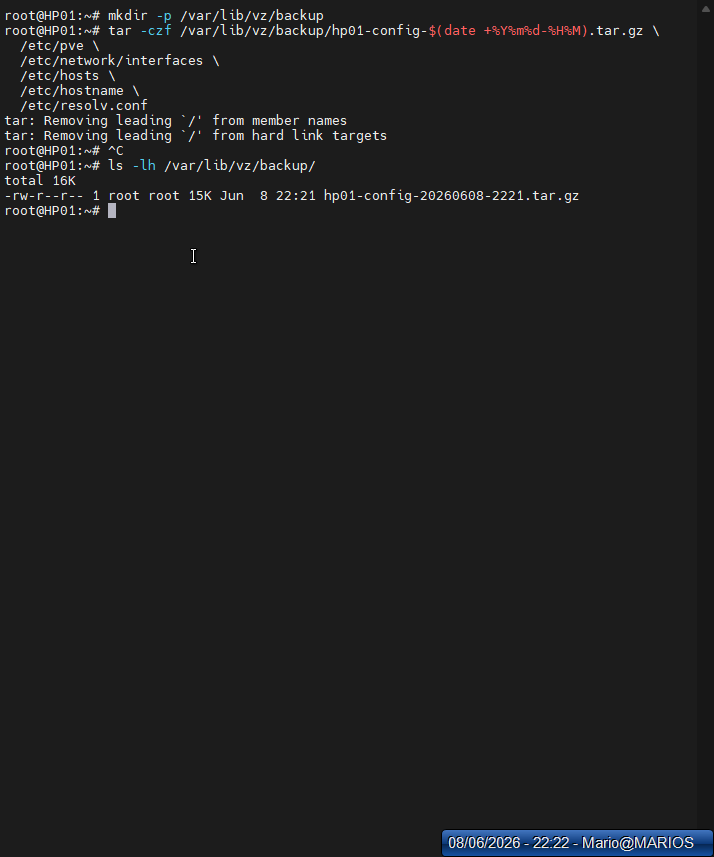 root@HP01:~# mkdir -p /var/lib/vz/backup
root@HP01:~# tar -czf /var/lib/vz/backup/hp01-config-$(date +%Y%m%d-%H%M).tar.gz \
  /etc/pve \
  /etc/network/interfaces \
  /etc/hosts \
  /etc/hostname \
  /etc/resolv.conf
tar: Removing leading `/' from member names
tar: Removing leading `/' from hard link targets
root@HP01:~# ^C
root@HP01:~# ls -lh /var/lib/vz/backup/
total 16K
-rw-r--r-- 1 root root 15K Jun  8 22:21 hp01-config-20260608-2221.tar.gz
root@HP01:~#
08/06/2026 - 22:22 - Mario@MARIOS